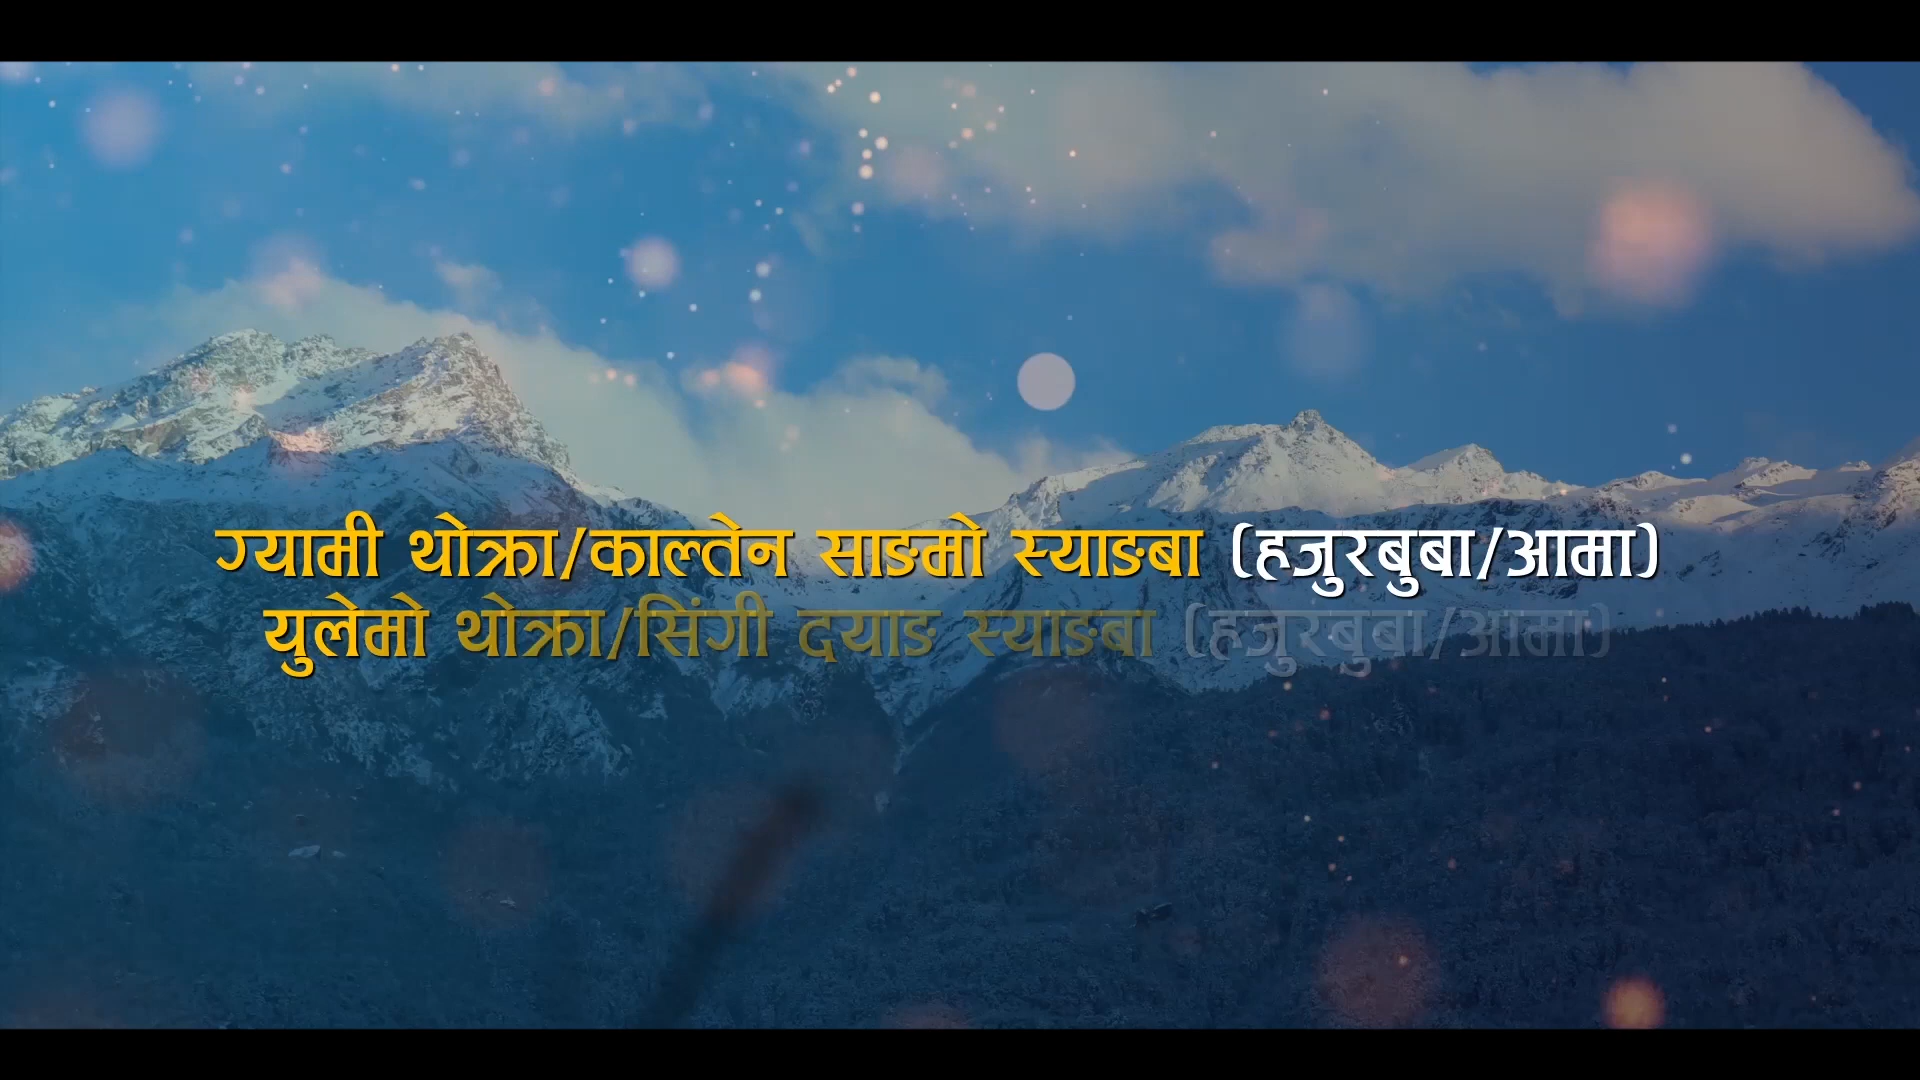 ग्यामी थोक्रा/काल्तेन साङमो स्याङबा (हजुरबुबा/आमा)
युलेमो थोक्रा/सिंगी दयाङ स्याङबा (हजुरबुबा/आमा)